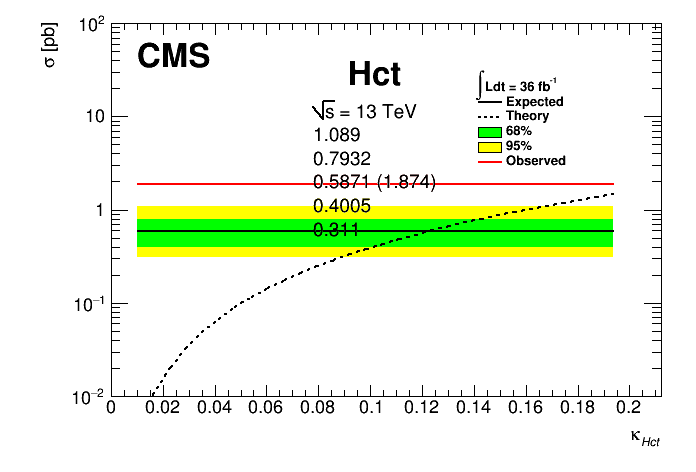 10²
σ [pb]
CMS
Hct
∫Ldt = 36 fb⁻¹
Expected
Theory
68%
95%
Observed
√s = 13 TeV
1.089
0.7932
0.5871 (1.874)
0.4005
0.311
10
1
10⁻¹
10⁻²
0 0.02 0.04 0.06 0.08 0.1 0.12 0.14 0.16 0.18 0.2
κHct